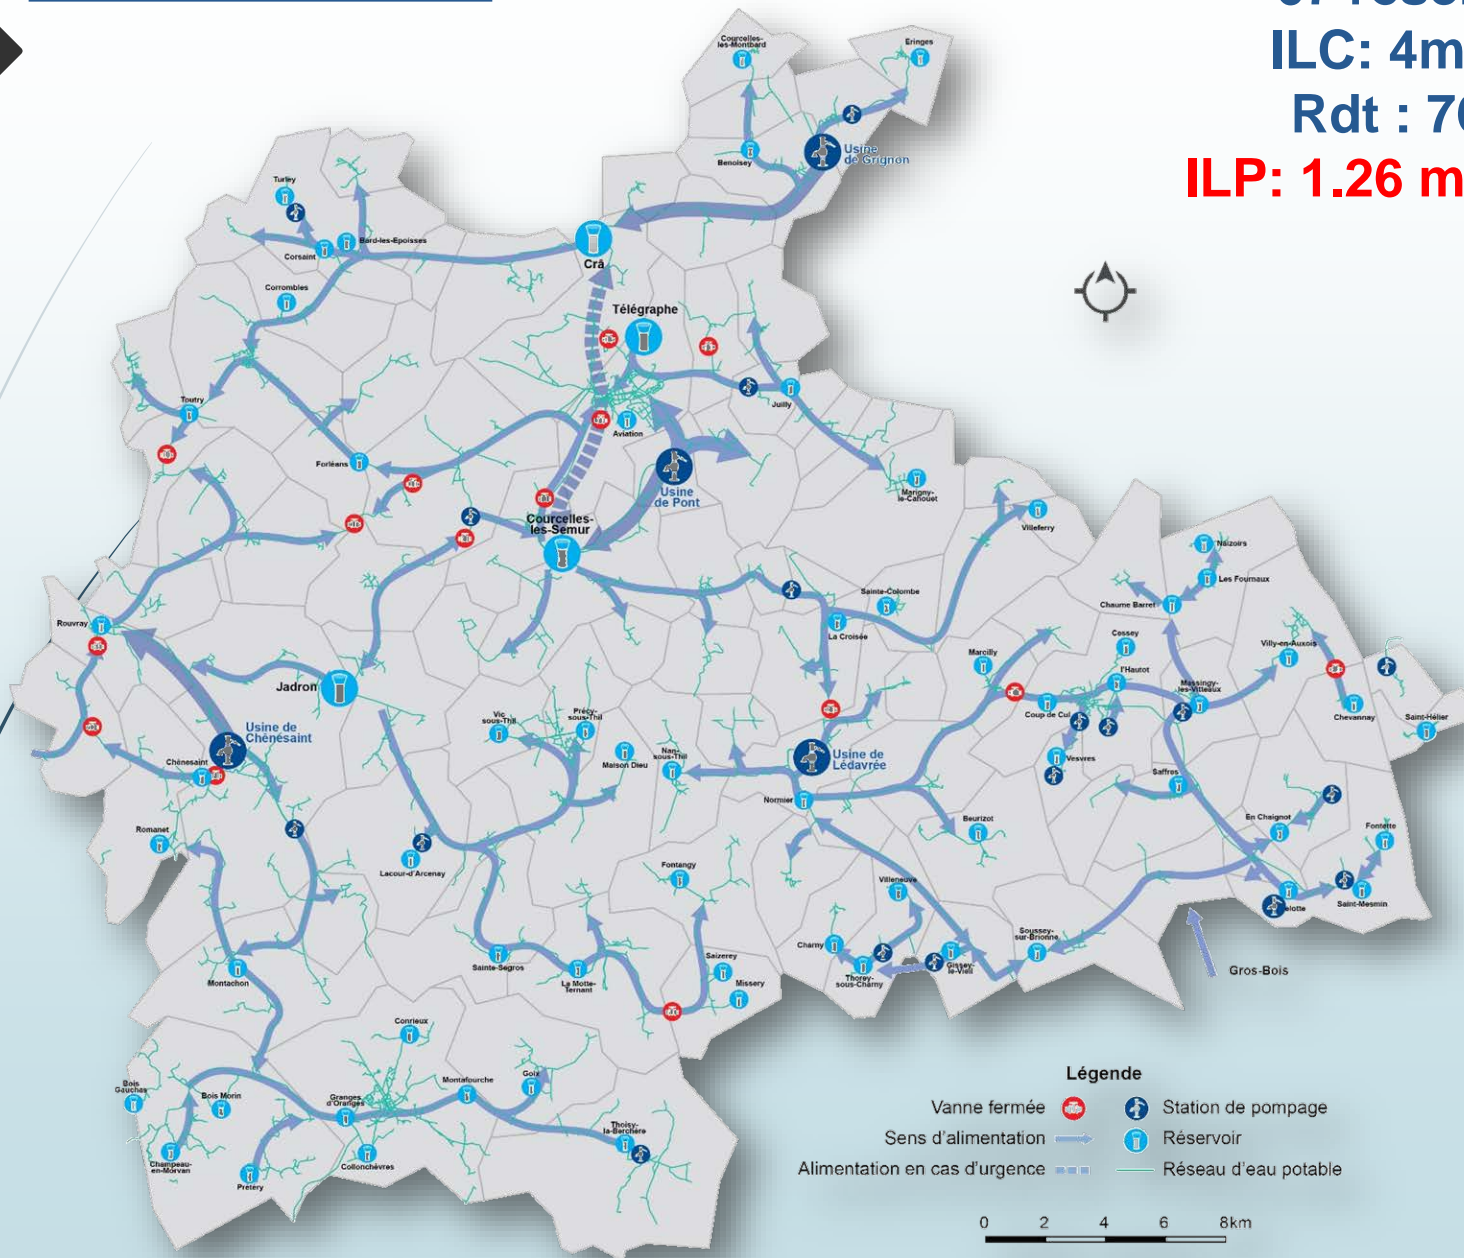 ILC: 4m
Rdt : 70
ILP: 1.26 m
Courcelles-
les-Montbard
Eringes
Usine
de Grignon
Benoisey
Turley
Bard-les-Epoisses
Corsaint
Crâ
Corrombles
Télégraphe
Toutry
Juilly
Aviation
Forléans
Usine
de Pont
Marigny-
le-Cahouet
Courcelles-
les-Semur
Villeferry
Naizoirs
Les Fournaux
Chaume Barret
Sainte-Colombe
La Croisée
Rouvray
Cessey
Marcilly
Villy-en-Auxois
l'Hautot
Jadron
Massingy-
les-Vitteaux
Coup de Cul
Chevannay
Saint-Hélier
Vic
sous-Thil
Précy-
sous-Thil
Usine de
Chênésaint
Maison Dieu
Nan-
sous-Thil
Usine de
Lédavrée
Chênesaint
Vesvres
Saffres
Normier
Romanet
Beurizot
En Chaignot
Fontette
Lacour-d'Arcenay
Fontangy
Villeneuve
elotte
Saint-Mesmin
Charny
Soussey-
sur-Brionne
Thorey-
sous-Charny
Gissey-
le-Vieil
Gros-Bois
Montachon
Sainte-Segros
La Motte-
Ternant
Saizerey
Missery
Conrieux
Bois
Gauchas
Bois Morin
Granges
d'Oranges
Montafourche
Goix
Thoisy-
la-Berchère
Champeau-
en-Morvan
Prétéry
Collonchèvres
Légende
Vanne fermée
Station de pompage
Sens d'alimentation
Réservoir
Alimentation en cas d'urgence
Réseau d'eau potable
0 2 4 6 8km